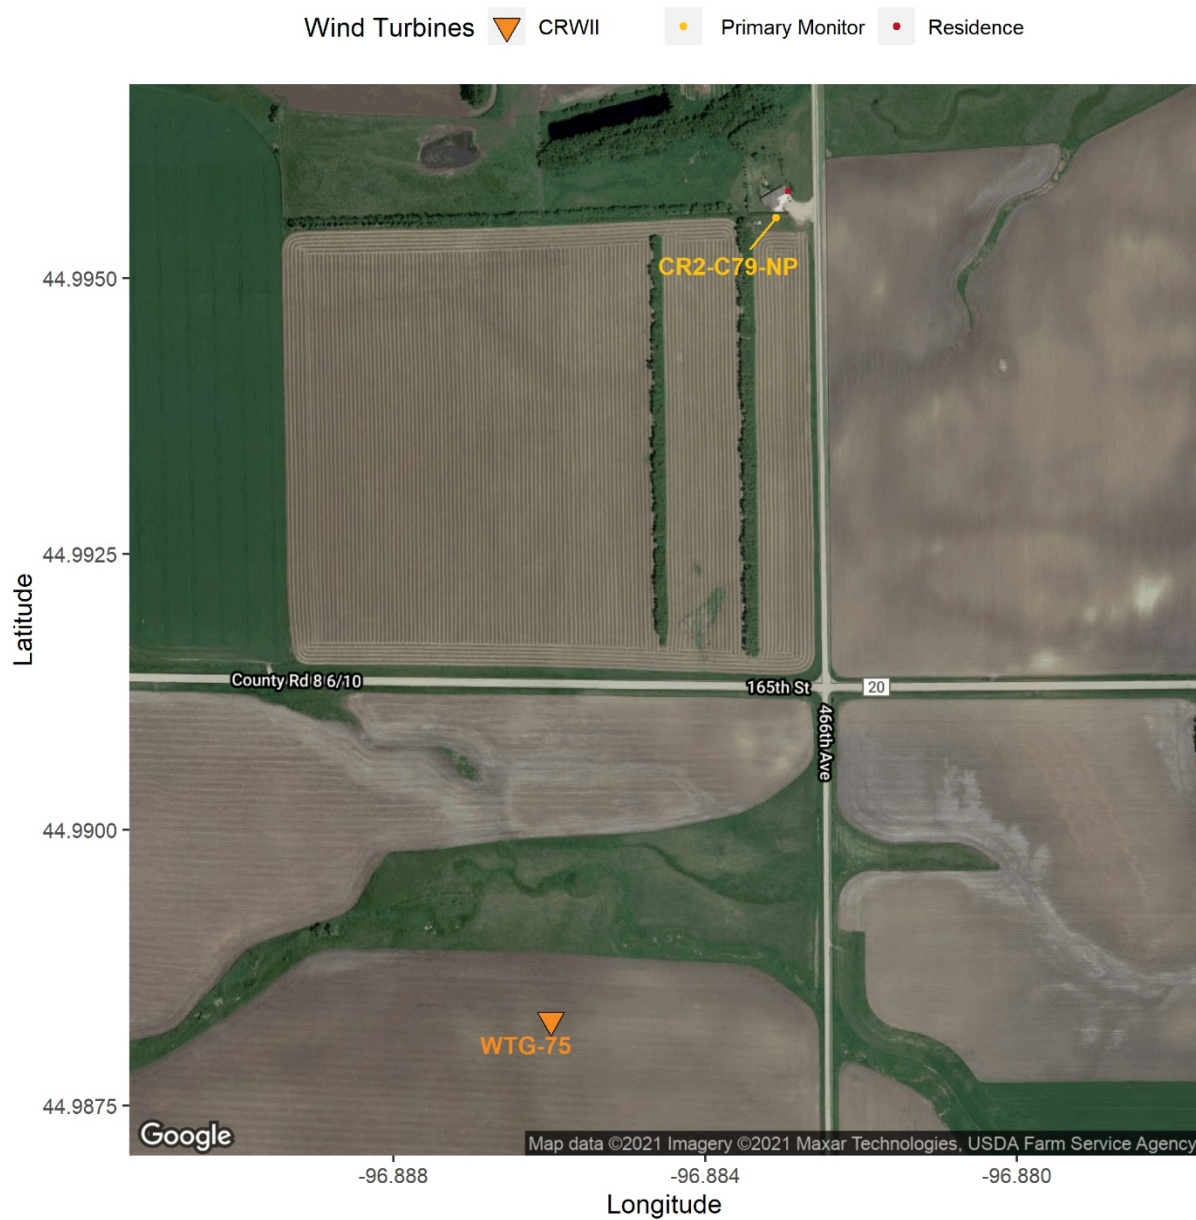 Wind Turbines CRWII Primary Monitor Residence
CR2-C79-NP
44.9950
44.9925
Latitude
County Rd 8 6/10
165th St
20
466th Ave
44.9900
WTG-75
44.9875
Google
Map data ©2021 Imagery ©2021 Maxar Technologies, USDA Farm Service Agency
-96.888
-96.884
-96.880
Longitude